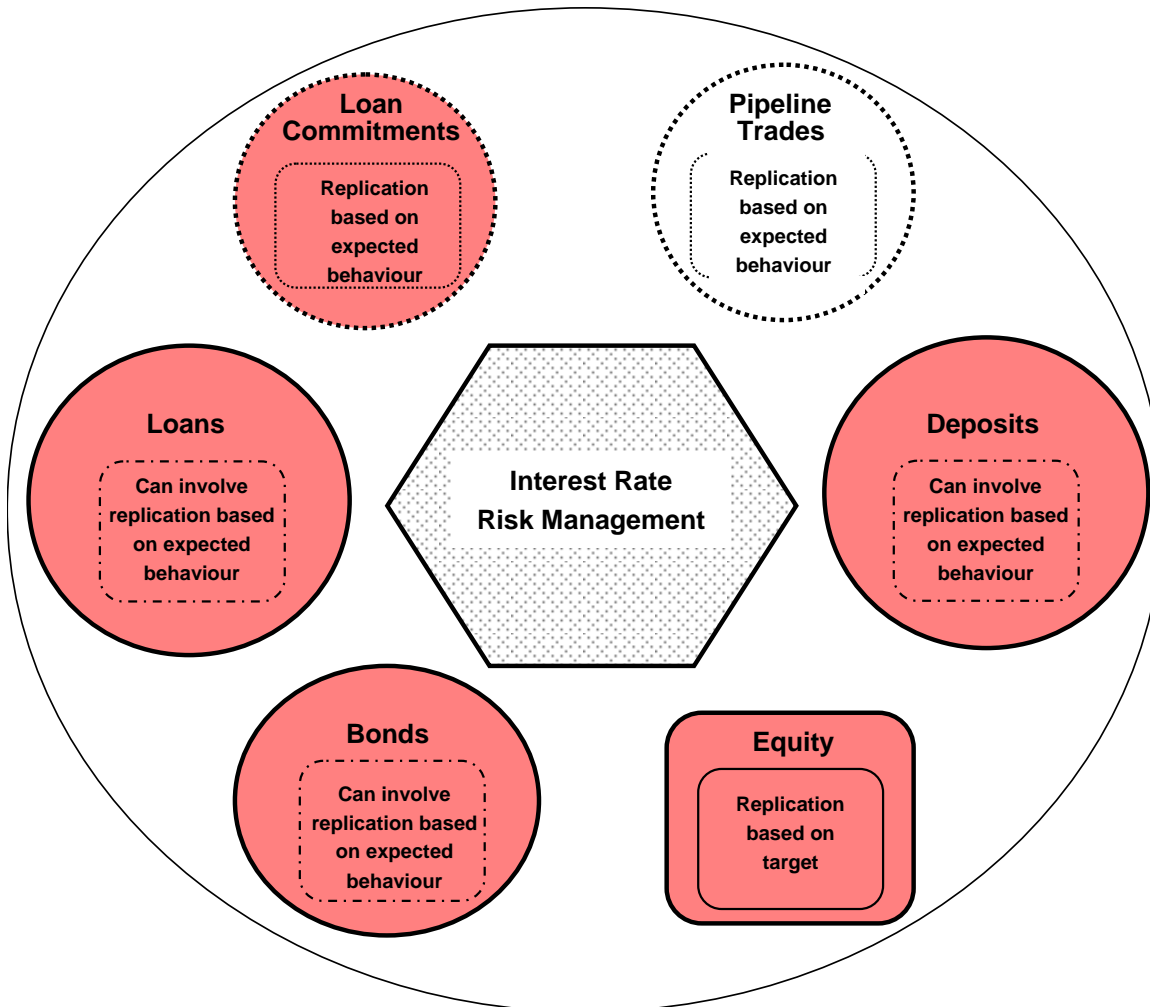 Loan
Commitments
Replication
based on
expected
behaviour
Pipeline
Trades
Replication
based on
expected
behaviour
Loans
Can involve
replication based
on expected
behaviour
Interest Rate
Risk Management
Deposits
Can involve
replication based
on expected
behaviour
Bonds
Can involve
replication based
on expected
behaviour
Equity
Replication
based on
target